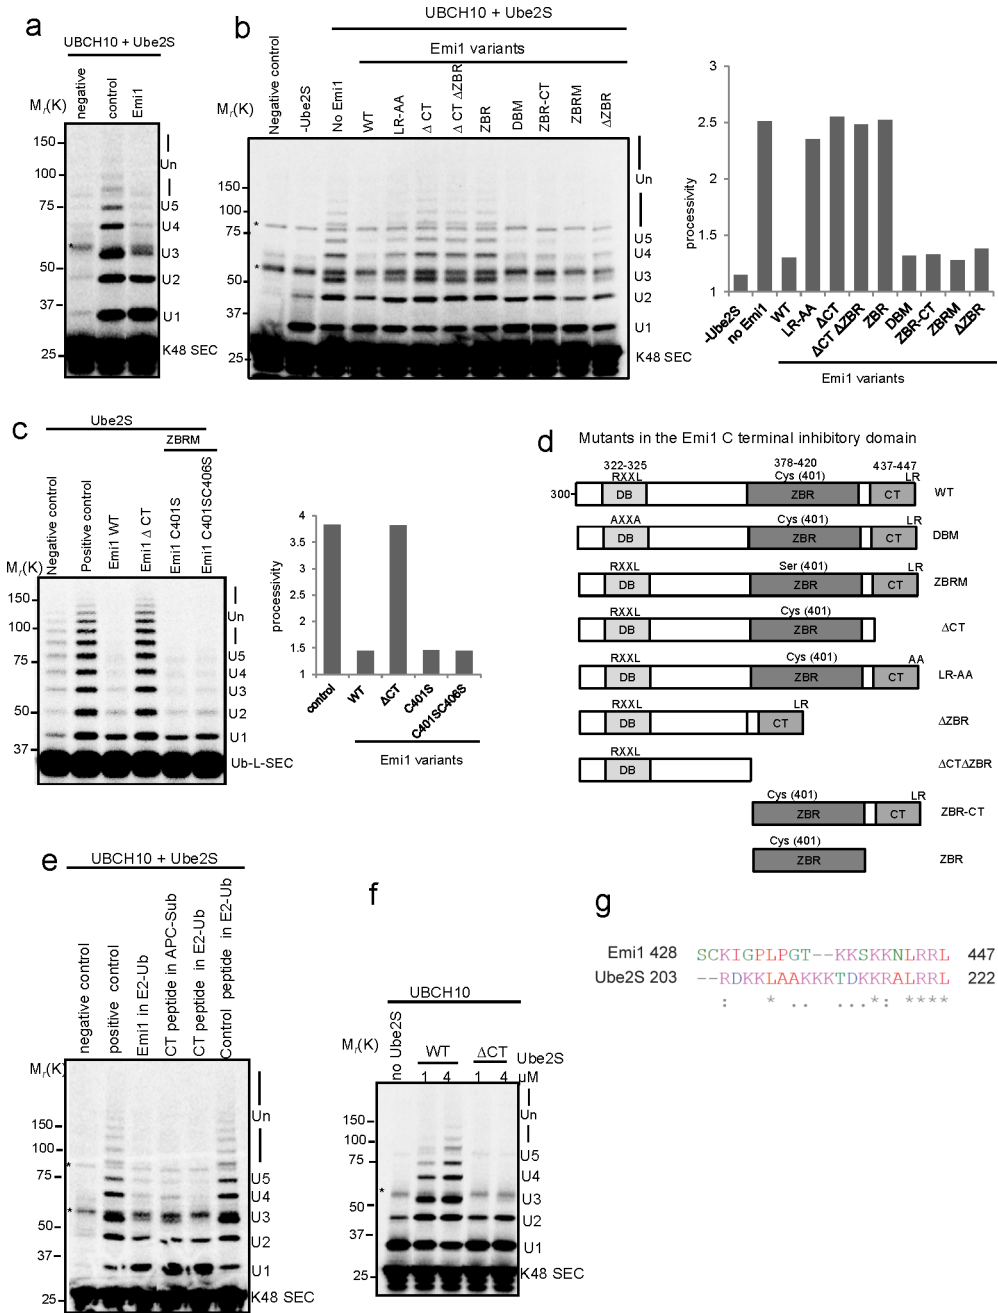 a
UBCH10 + Ube2S
negative
control
Emi1
Mr(K)
150
100
75
50
37
25
*
Un
U5
U4
U3
U2
U1
K48 SEC
b
UBCH10 + Ube2S
Emi1 variants
Negative control
-Ube2S
No Emi1
WT
LR-AA
Δ CT
Δ CT ΔZBR
ZBR
DBM
ZBR-CT
ZBRM
ΔZBR
Mr(K)
150
100
75
50
37
25
*
*
Un
U5
U4
U3
U2
U1
K48 SEC
processivity
3
2.5
2
1.5
1
-Ube2S
no Emi1
WT
LR-AA
ΔCT
ΔCT ΔZBR
ZBR
DBM
ZBR-CT
ZBRM
ΔZBR
Emi1 variants
c
Ube2S
ZBRM
Negative control
Positive control
Emi1 WT
Emi1 Δ CT
Emi1 C401S
Emi1 C401SC406S
Mr(K)
150
100
75
50
37
Un
U5
U4
U3
U2
U1
Ub-L-SEC
processivity
4
3.5
3
2.5
2
1.5
1
control
WT
ΔCT
C401S
C401SC406S
Emi1 variants
d
Mutants in the Emi1 C terminal inhibitory domain
322-325 378-420 437-447
RXXL Cys (401) LR
300 DB ZBR CT WT
AXXA Cys (401) LR
DB ZBR CT DBM
RXXL Ser (401) LR
DB ZBR CT ZBRM
RXXL Cys (401)
DB ZBR ΔCT
RXXL Cys (401) AA
DB ZBR CT LR-AA
RXXL LR
DB CT ΔZBR
RXXL
DB ΔCTΔZBR
Cys (401) LR
ZBR CT ZBR-CT
Cys (401)
ZBR ZBR
e
UBCH10 + Ube2S
negative control
positive control
Emi1 in E2-Ub
CT peptide in APC-Sub
CT peptide in E2-Ub
Control peptide in E2-Ub
Mr(K)
150
100
75
50
37
25
*
*
Un
U5
U4
U3
U2
U1
K48 SEC
f
UBCH10
no Ube2S
WT ΔCT Ube2S
1 4 1 4 μM
Mr(K)
150
100
75
50
37
25
*
Un
U5
U4
U3
U2
U1
K48 SEC
g
Emi1 428 SCKIGPLPGT--KKSKKNLRRL 447
Ube2S 203 --RDKKLAAKKKTDKKRALRRL 222
: * .. ...*: ****